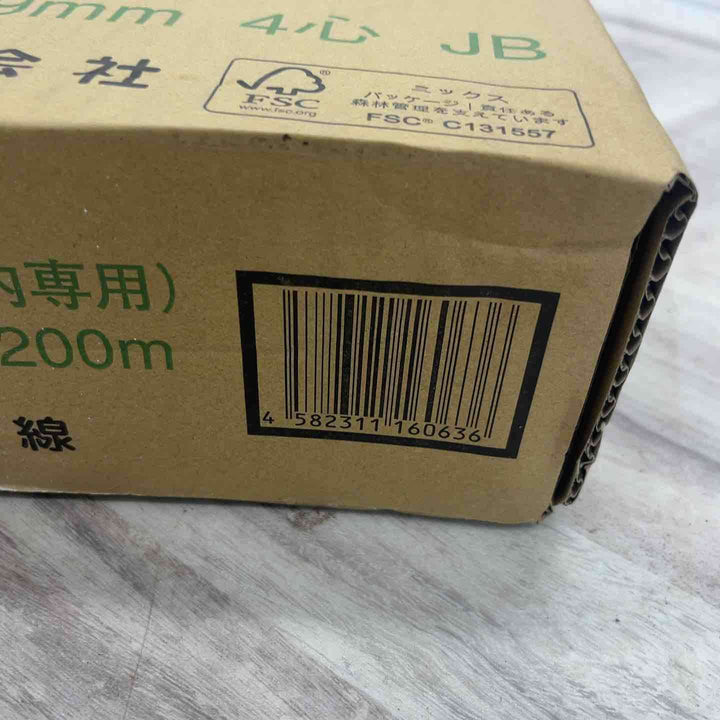 9mm 4心 JB
会社
FSC®
www.fsc.org
ミックス
パッケージ｜責任ある
森林管理を支えています
FSC® C131557
内専用)
200m
線
4 582311 160636